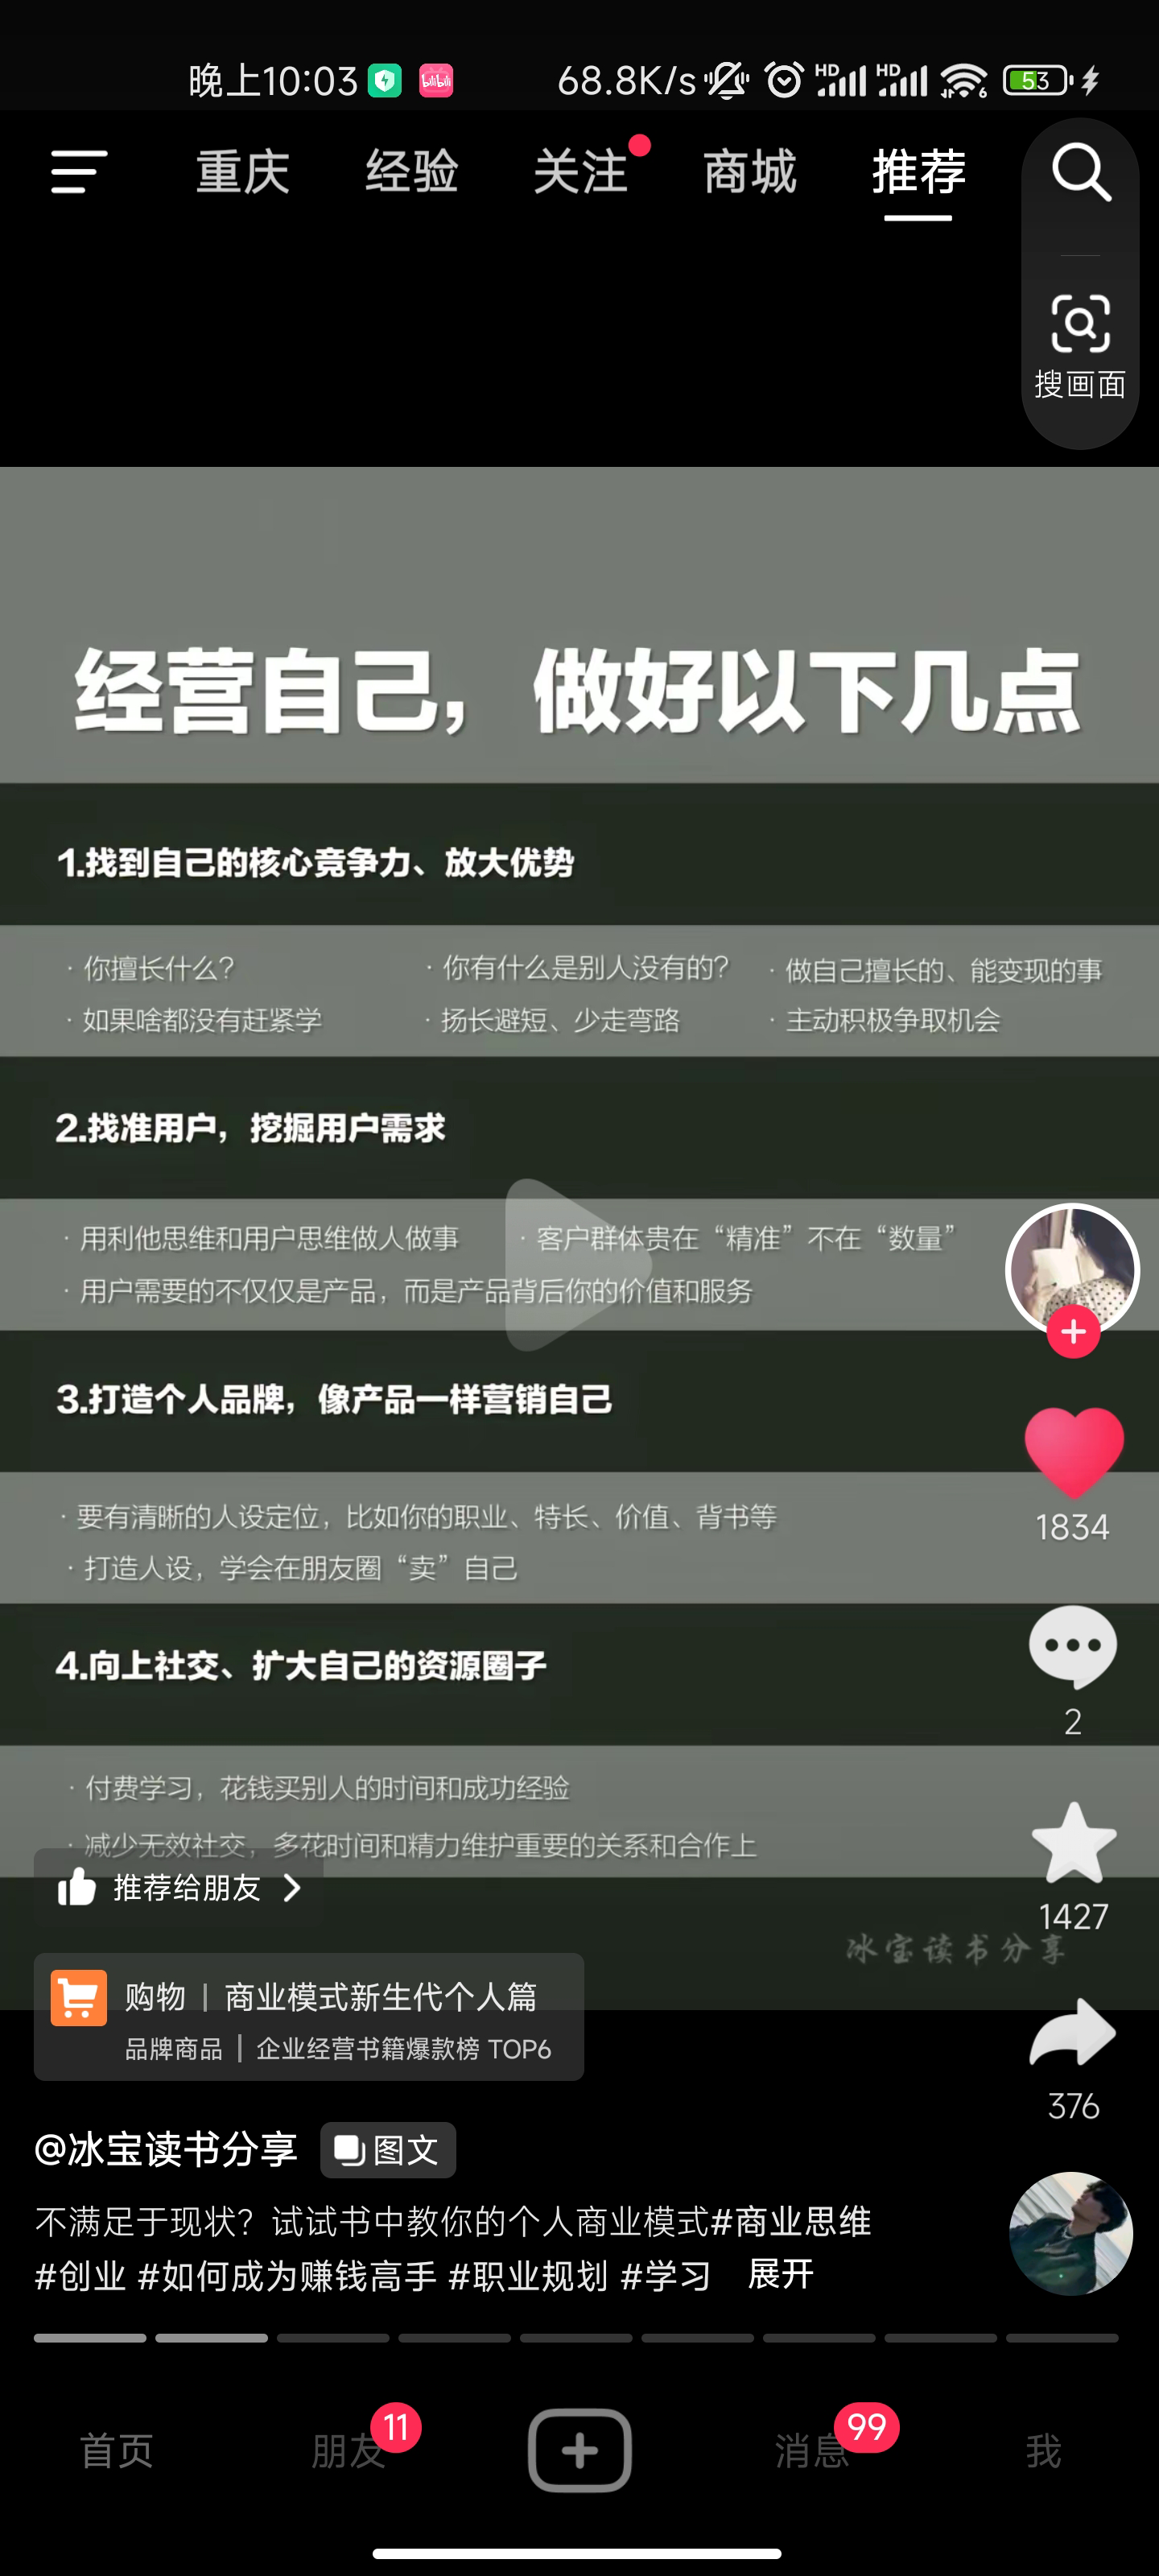 晚上10:03 bilibili 68.8K/s HD HD 6 53
重庆 经验 关注 商城 推荐
搜画面
经营自己，做好以下几点
1.找到自己的核心竞争力、放大优势
· 你擅长什么? · 你有什么是别人没有的? · 做自己擅长的、能变现的事
· 如果啥都没有赶紧学 · 扬长避短、少走弯路 · 主动积极争取机会
2.找准用户，挖掘用户需求
· 用利他思维和用户思维做人做事 · 客户群体贵在“精准”不在“数量”
· 用户需要的不仅仅是产品，而是产品背后你的价值和服务
3.打造个人品牌，像产品一样营销自己
· 要有清晰的人设定位，比如你的职业、特长、价值、背书等
· 打造人设，学会在朋友圈“卖”自己
1834
4.向上社交、扩大自己的资源圈子
2
· 付费学习，花钱买别人的时间和成功经验
· 减少无效社交，多花时间和精力维护重要的关系和合作上
推荐给朋友
1427
冰宝读书分享
购物 | 商业模式新生代个人篇
品牌商品 | 企业经营书籍爆款榜 TOP6
376
@冰宝读书分享 图文
不满足于现状？试试书中教你的个人商业模式#商业思维
#创业 #如何成为赚钱高手 #职业规划 #学习 展开
首页 朋友 11 消息 99 我